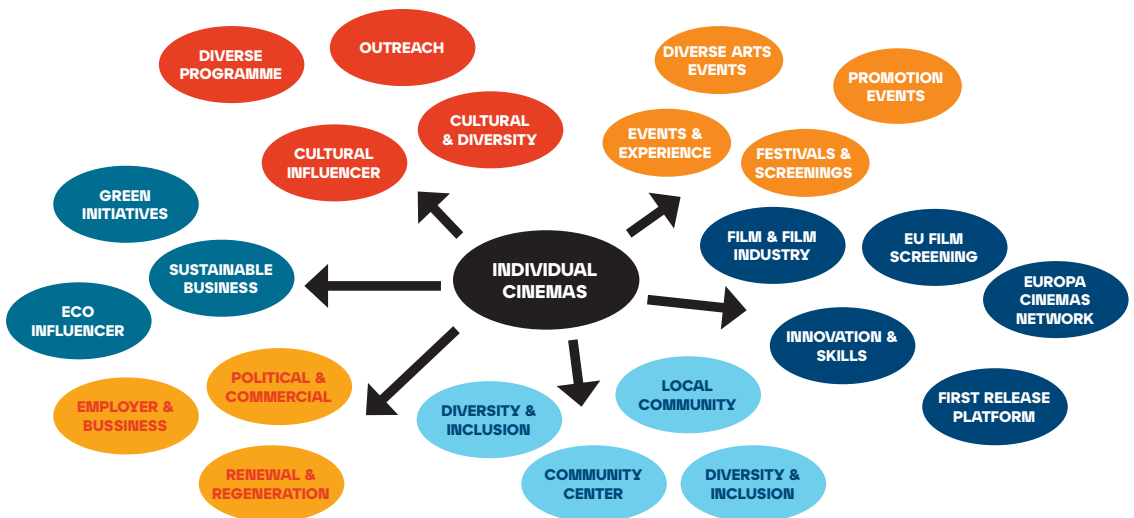 DIVERSE
PROGRAMME
OUTREACH
CULTURAL
& DIVERSITY
CULTURAL
INFLUENCER
DIVERSE ARTS
EVENTS
PROMOTION
EVENTS
EVENTS &
EXPERIENCE
FESTIVALS &
SCREENINGS
GREEN
INITIATIVES
SUSTAINABLE
BUSINESS
ECO
INFLUENCER
INDIVIDUAL
CINEMAS
FILM & FILM
INDUSTRY
EU FILM
SCREENING
EUROPA
CINEMAS
NETWORK
INNOVATION &
SKILLS
FIRST RELEASE
PLATFORM
POLITICAL &
COMMERCIAL
EMPLOYER &
BUSSINESS
RENEWAL &
REGENERATION
DIVERSITY &
INCLUSION
LOCAL
COMMUNITY
COMMUNITY
CENTER
DIVERSITY &
INCLUSION